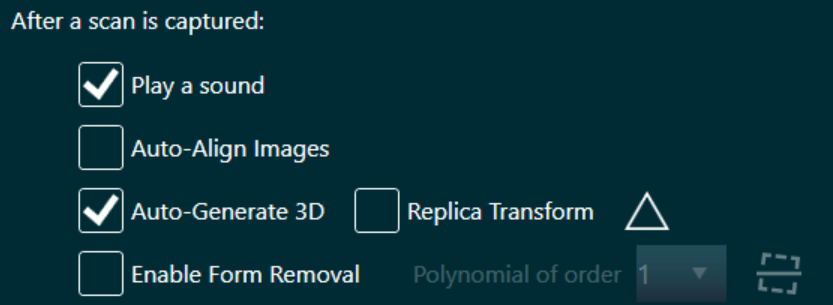 After a scan is captured:
Play a sound
Auto-Align Images
Auto-Generate 3D Replica Transform
Enable Form Removal Polynomial of order 1